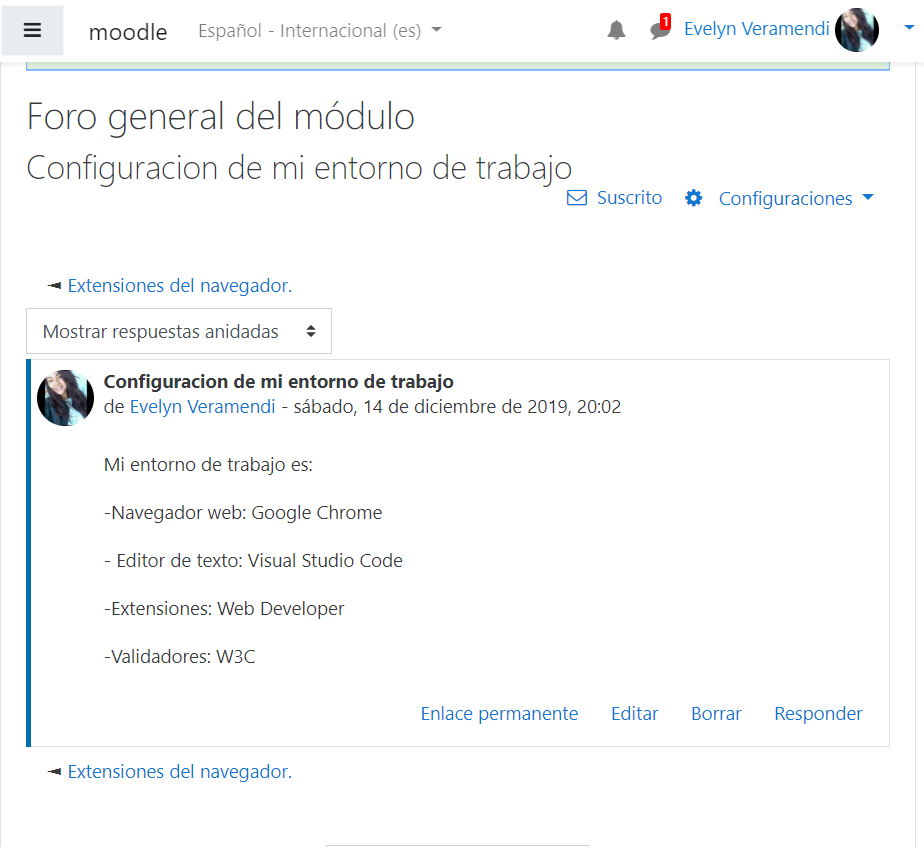 moodle Español - Internacional (es) 1 Evelyn Veramendi
Foro general del módulo
Configuracion de mi entorno de trabajo
Suscrito Configuraciones
Extensiones del navegador.
Mostrar respuestas anidadas
Configuracion de mi entorno de trabajo
de Evelyn Veramendi - sábado, 14 de diciembre de 2019, 20:02
Mi entorno de trabajo es:
-Navegador web: Google Chrome
- Editor de texto: Visual Studio Code
-Extensiones: Web Developer
-Validadores: W3C
Enlace permanente Editar Borrar Responder
Extensiones del navegador.